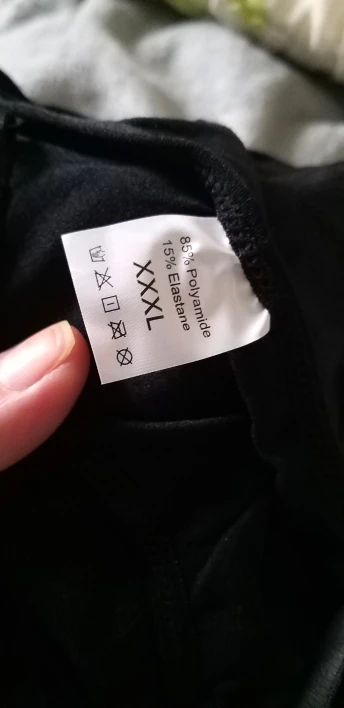 85% Polyamide
15% Elastane
XXXL